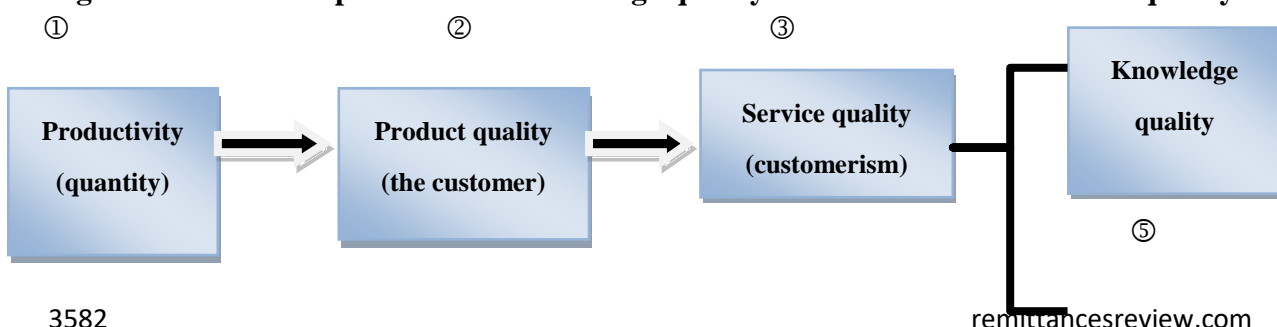 ① ② ③
Productivity
(quantity)
Product quality
(the customer)
Service quality
(customerism)
Knowledge
quality
⑤
3582
remittancesreview.com